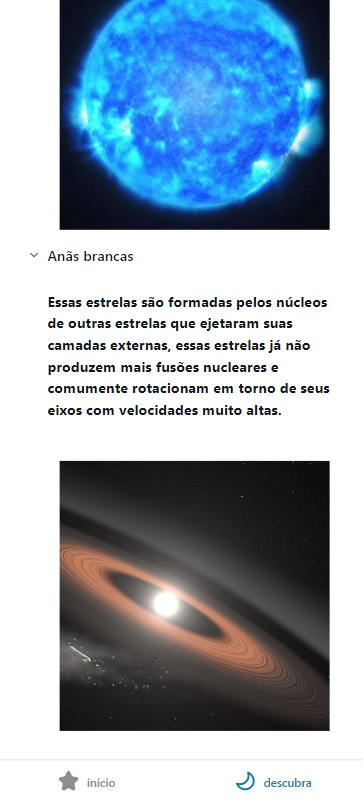 Anãs brancas
Essas estrelas são formadas pelos núcleos
de outras estrelas que ejetaram suas
camadas externas, essas estrelas já não
produzem mais fusões nucleares e
comumente rotacionam em torno de seus
eixos com velocidades muito altas.
inicio
descubra